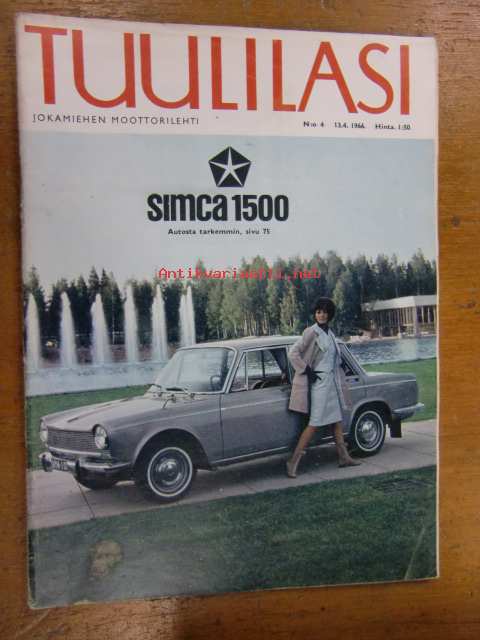 TUULILASI
JOKAMIEHEN MOOTTORILEHTI
N:o 4 13.4. 1966. Hinta. 1:50
SIMCA 1500
Autosta tarkemmin, sivu 75
Antikvariaatti.net